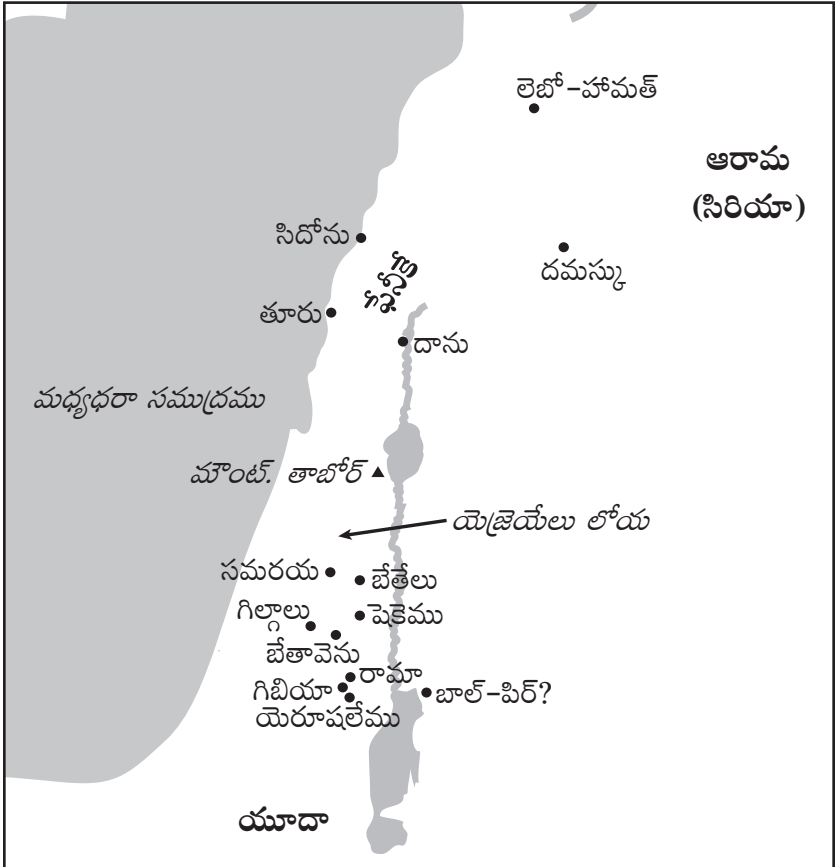 లెబో-హామత్
ఆరామ
(సిరియా)
సిదోను
దమస్కు
తూరు
దాను
మధ్యధరా సముద్రము
మౌంట్. తాబోర్
యెజ్రెయేలు లోయ
సమరయ
బేతేలు
గిల్గాలు
షెకెము
బేతావెను
రామా
గిబియా
బాల్-పిర్?
యెరూషలేము
యూదా